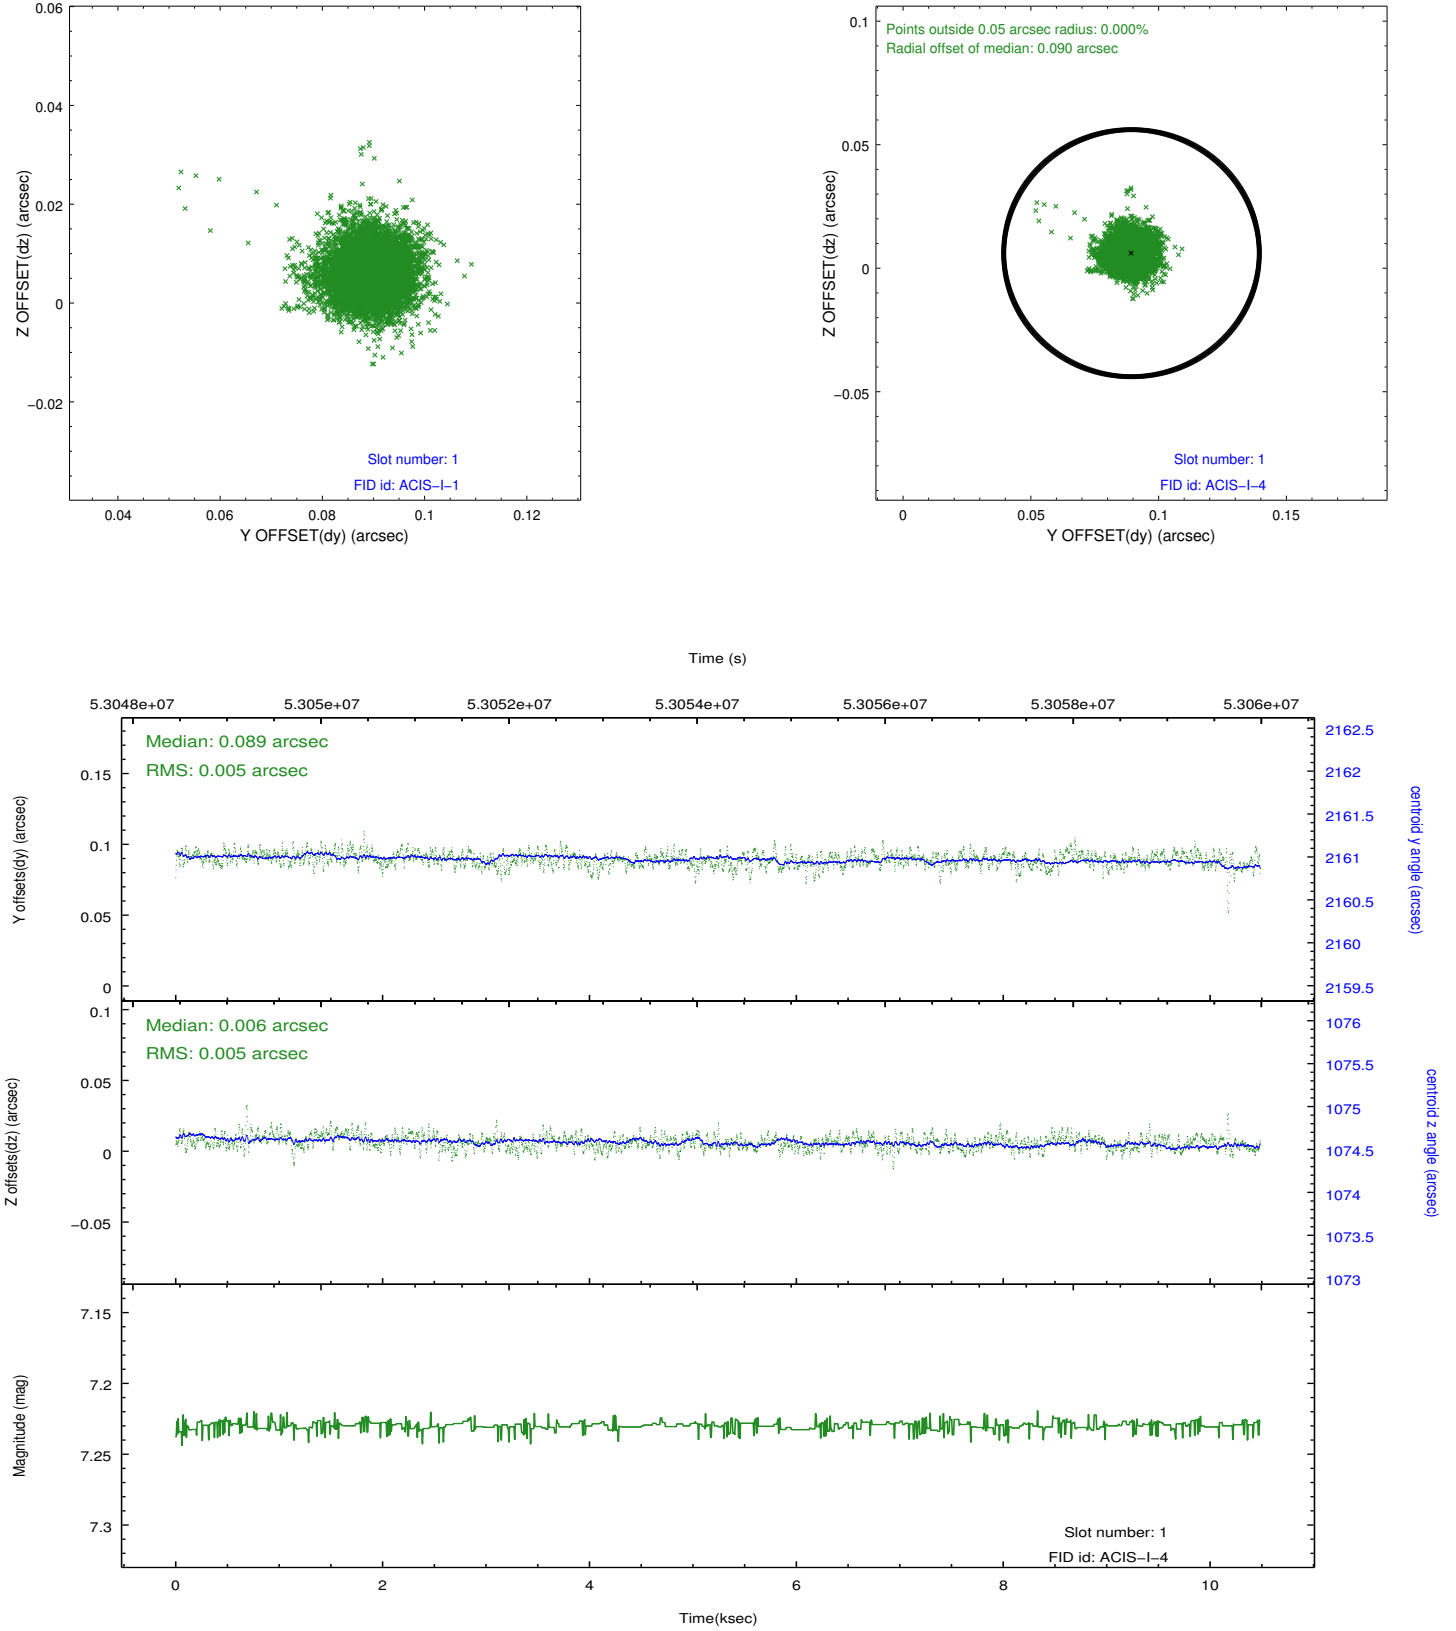 0.06
0.04
0.02
0
−0.02
Z OFFSET(dz) (arcsec)
Slot number: 1
FID id: ACIS−I−1
0.04 0.06 0.08 0.1 0.12
Y OFFSET(dy) (arcsec)
Points outside 0.05 arcsec radius: 0.000%
Radial offset of median: 0.090 arcsec
0.1
0.05
0
−0.05
Z OFFSET(dz) (arcsec)
Slot number: 1
FID id: ACIS−I−4
0 0.05 0.1 0.15
Y OFFSET(dy) (arcsec)
Time (s)
5.3048e+07 5.305e+07 5.3052e+07 5.3054e+07 5.3056e+07 5.3058e+07 5.306e+07
Median: 0.089 arcsec
RMS: 0.005 arcsec
0.15
0.1
0.05
0
Y offsets(dy) (arcsec)
2162.5
2162
2161.5
2161
2160.5
2160
2159.5
centroid y angle (arcsec)
Median: 0.006 arcsec
RMS: 0.005 arcsec
0.1
0.05
0
−0.05
Z offsets(dz) (arcsec)
1076
1075.5
1075
1074.5
1074
1073.5
1073
centroid z angle (arcsec)
7.15
7.2
7.25
7.3
Magnitude (mag)
Slot number: 1
FID id: ACIS−I−4
0 2 4 6 8 10
Time(ksec)